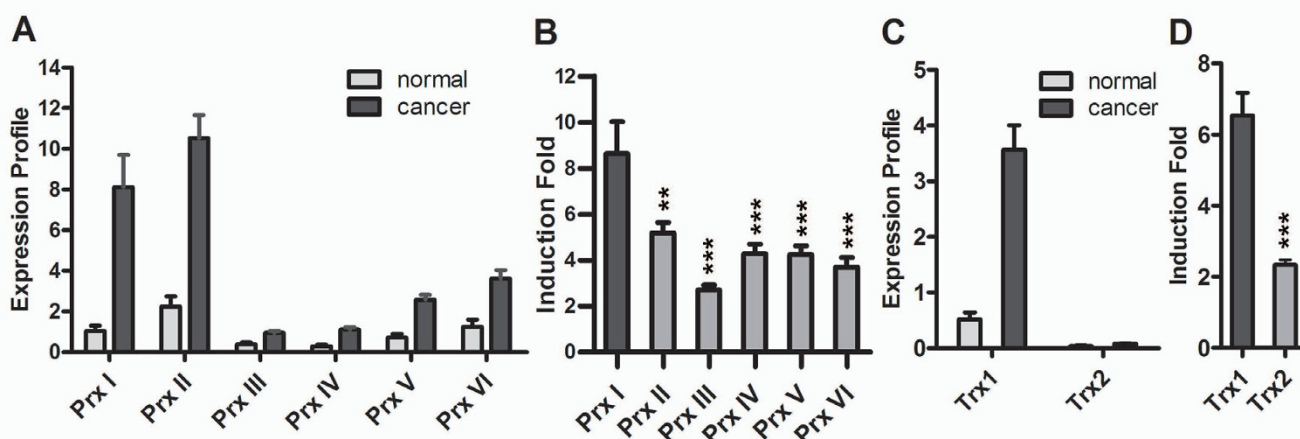 A
Expression Profile
14
12
10
8
6
4
2
0
normal
cancer
Prx I
Prx II
Prx III
Prx IV
Prx V
Prx VI
B
Induction Fold
12
10
8
6
4
2
0
**
***
***
***
***
Prx I
Prx II
Prx III
Prx IV
Prx V
Prx VI
C
Expression Profile
5
4
3
2
1
0
normal
cancer
Trx1
Trx2
D
Induction Fold
8
6
4
2
0
***
Trx1
Trx2